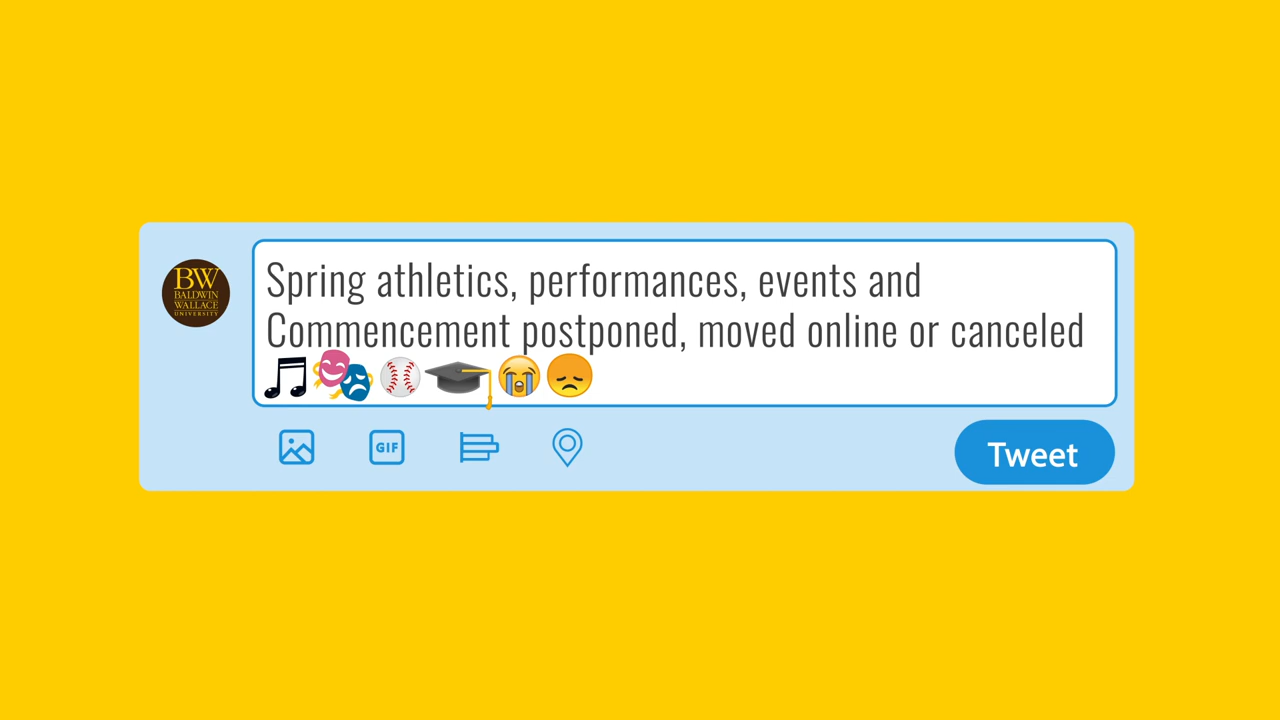 BW
BALDWIN
WALLACE
UNIVERSITY
Spring athletics, performances, events and
Commencement postponed, moved online or canceled
🎵🎭⚾🎓😭😞
GIF
Tweet